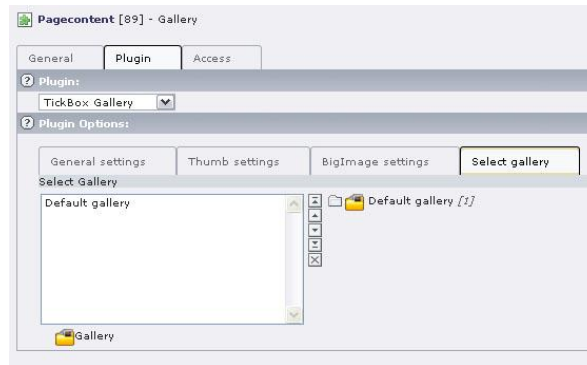 Pagecontent [89] - Gallery
General Plugin Access
Plugin:
TickBox Gallery
Plugin Options:
General settings Thumb settings BigImage settings Select gallery
Select Gallery
Default gallery Default gallery [1]
Gallery